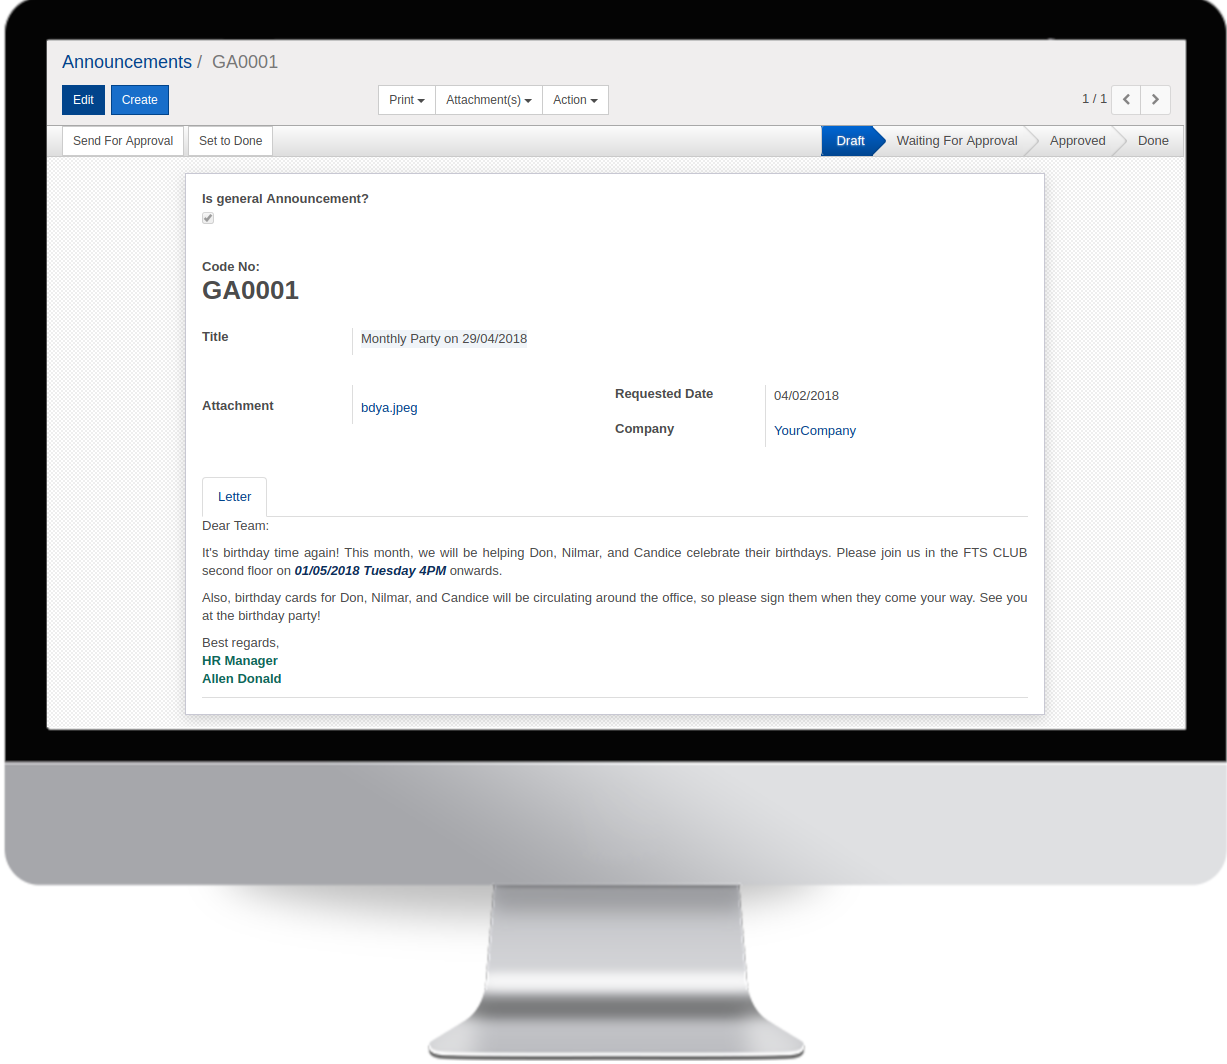 Announcements / GA0001
Edit Create Print Attachment(s) Action 1 / 1
Send For Approval Set to Done Draft Waiting For Approval Approved Done
Is general Announcement?
Code No:
GA0001
Title Monthly Party on 29/04/2018
Requested Date 04/02/2018
Attachment bdya.jpeg
Company YourCompany
Letter
Dear Team:
It's birthday time again! This month, we will be helping Don, Nilmar, and Candice celebrate their birthdays. Please join us in the FTS CLUB
second floor on 01/05/2018 Tuesday 4PM onwards.
Also, birthday cards for Don, Nilmar, and Candice will be circulating around the office, so please sign them when they come your way. See you
at the birthday party!
Best regards,
HR Manager
Allen Donald